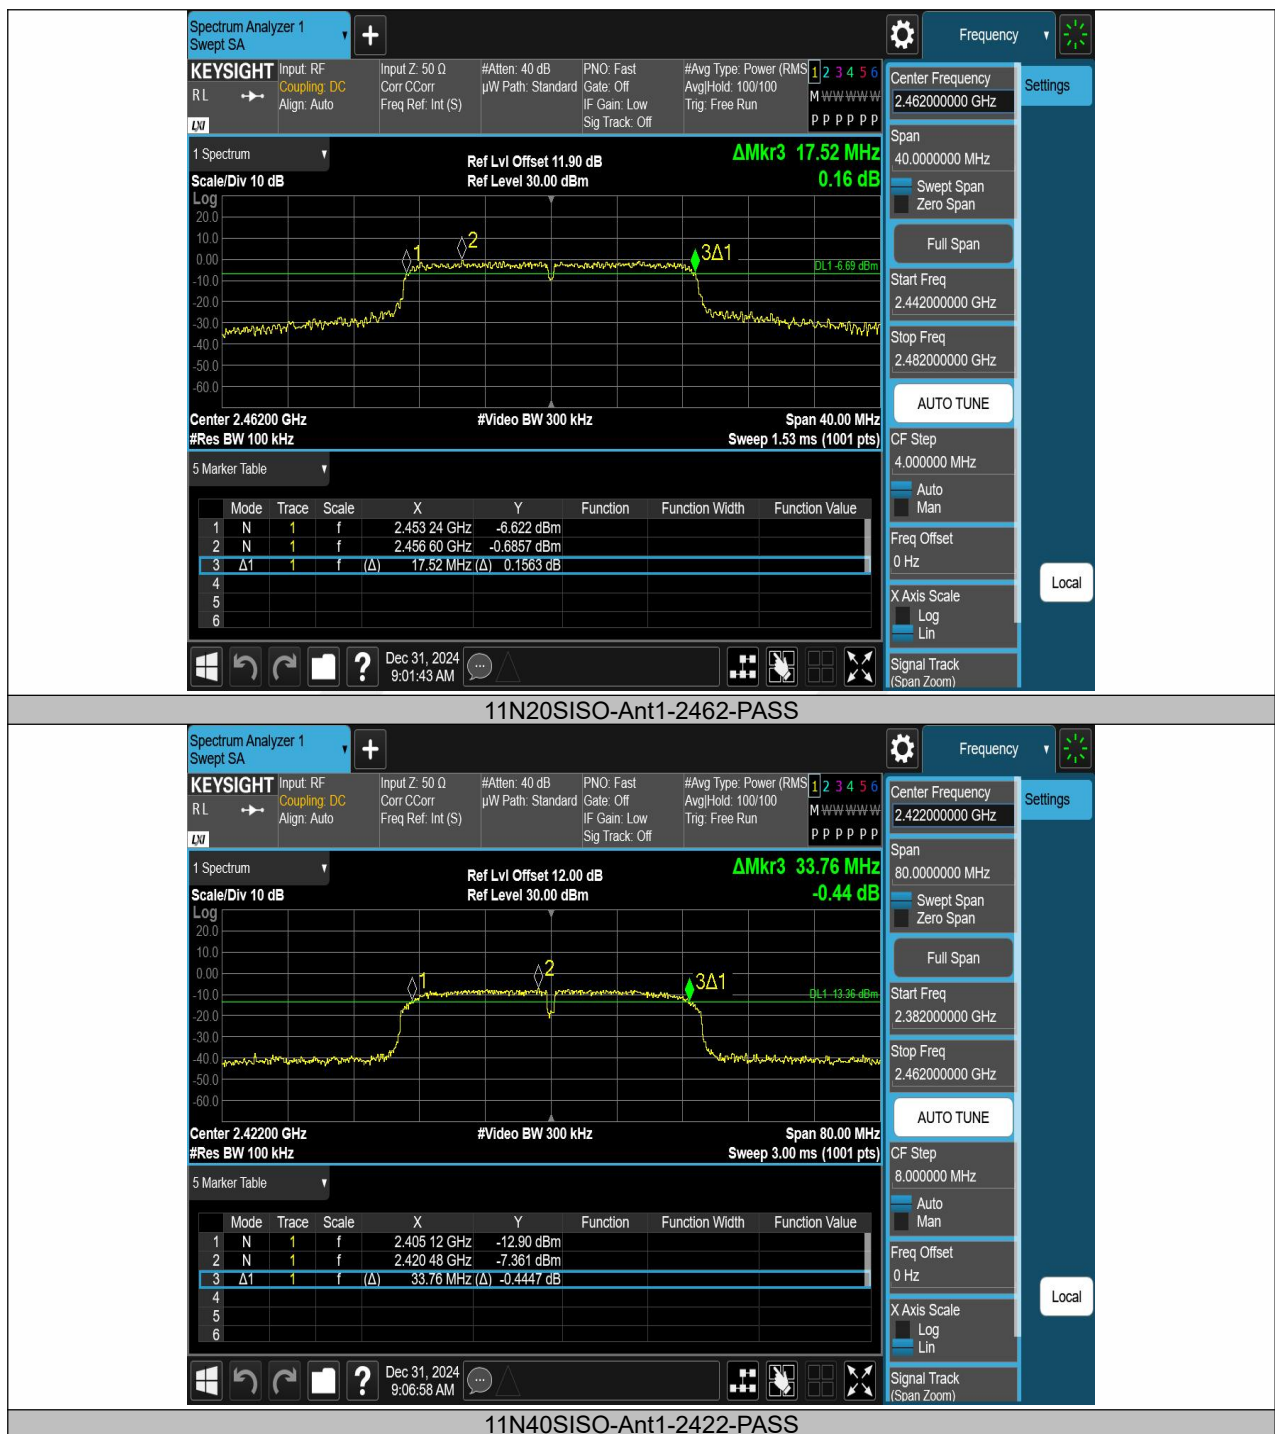 Spectrum Analyzer 1
Swept SA
+
Frequency
KEYSIGHT
RL
LXI
Input: RF
Coupling: DC
Align: Auto
Input Z: 50 Ω
Corr CCorr
Freq Ref: Int (S)
#Atten: 40 dB
µW Path: Standard
PNO: Fast
Gate: Off
IF Gain: Low
Sig Track: Off
#Avg Type: Power (RMS
Avg|Hold: 100/100
Trig: Free Run
1 2 3 4 5 6
M W W W W W
P P P P P P
Center Frequency
2.462000000 GHz
Settings
Span
40.0000000 MHz
Swept Span
Zero Span
Full Span
Start Freq
2.442000000 GHz
Stop Freq
2.482000000 GHz
AUTO TUNE
CF Step
4.000000 MHz
Auto
Man
Freq Offset
0 Hz
X Axis Scale
Log
Lin
Signal Track
(Span Zoom)
Local
1 Spectrum
Scale/Div 10 dB
Ref Lvl Offset 11.90 dB
Ref Level 30.00 dBm
ΔMkr3 17.52 MHz
0.16 dB
Log
20.0
10.0
0.00
-10.0
-20.0
-30.0
-40.0
-50.0
-60.0
1
2
3Δ1
DL1 -6.69 dBm
Center 2.46200 GHz
#Video BW 300 kHz
Span 40.00 MHz
#Res BW 100 kHz
Sweep 1.53 ms (1001 pts)
5 Marker Table
Mode Trace Scale X Y Function Function Width Function Value
1 N 1 f 2.453 24 GHz -6.622 dBm
2 N 1 f 2.456 60 GHz -0.6857 dBm
3 Δ1 1 f (Δ) 17.52 MHz (Δ) 0.1563 dB
4
5
6
?
Dec 31, 2024
9:01:43 AM
11N20SISO-Ant1-2462-PASS
Spectrum Analyzer 1
Swept SA
+
Frequency
KEYSIGHT
RL
LXI
Input: RF
Coupling: DC
Align: Auto
Input Z: 50 Ω
Corr CCorr
Freq Ref: Int (S)
#Atten: 40 dB
µW Path: Standard
PNO: Fast
Gate: Off
IF Gain: Low
Sig Track: Off
#Avg Type: Power (RMS
Avg|Hold: 100/100
Trig: Free Run
1 2 3 4 5 6
M W W W W W
P P P P P P
Center Frequency
2.422000000 GHz
Settings
Span
80.0000000 MHz
Swept Span
Zero Span
Full Span
Start Freq
2.382000000 GHz
Stop Freq
2.462000000 GHz
AUTO TUNE
CF Step
8.000000 MHz
Auto
Man
Freq Offset
0 Hz
X Axis Scale
Log
Lin
Signal Track
(Span Zoom)
Local
1 Spectrum
Scale/Div 10 dB
Ref Lvl Offset 12.00 dB
Ref Level 30.00 dBm
ΔMkr3 33.76 MHz
-0.44 dB
Log
20.0
10.0
0.00
-10.0
-20.0
-30.0
-40.0
-50.0
-60.0
1
2
3Δ1
DL1 -13.36 dBm
Center 2.42200 GHz
#Video BW 300 kHz
Span 80.00 MHz
#Res BW 100 kHz
Sweep 3.00 ms (1001 pts)
5 Marker Table
Mode Trace Scale X Y Function Function Width Function Value
1 N 1 f 2.405 12 GHz -12.90 dBm
2 N 1 f 2.420 48 GHz -7.361 dBm
3 Δ1 1 f (Δ) 33.76 MHz (Δ) -0.4447 dB
4
5
6
?
Dec 31, 2024
9:06:58 AM
11N40SISO-Ant1-2422-PASS